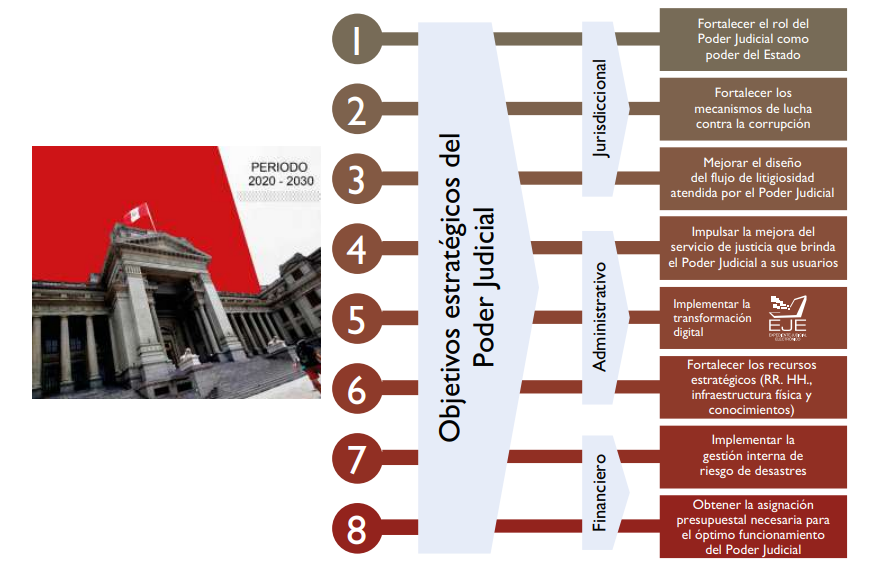 PERIODO
2020 - 2030
Objetivos estratégicos del
Poder Judicial
Jurisdiccional
1
Fortalecer el rol del
Poder Judicial como
poder del Estado
2
Fortalecer los
mecanismos de lucha
contra la corrupción
3
Mejorar el diseño
del flujo de litigiosidad
atendida por el Poder Judicial
Administrativo
4
Impulsar la mejora del
servicio de justicia que brinda
el Poder Judicial a sus usuarios
5
Implementar la
transformación
digital
EJE
EXPEDIENTE JUDICIAL
ELECTRÓNICO
6
Fortalecer los recursos
estratégicos (RR. HH.,
infraestructura física y
conocimientos)
Financiero
7
Implementar la
gestión interna de
riesgo de desastres
8
Obtener la asignación
presupuestal necesaria para
el óptimo funcionamiento
del Poder Judicial